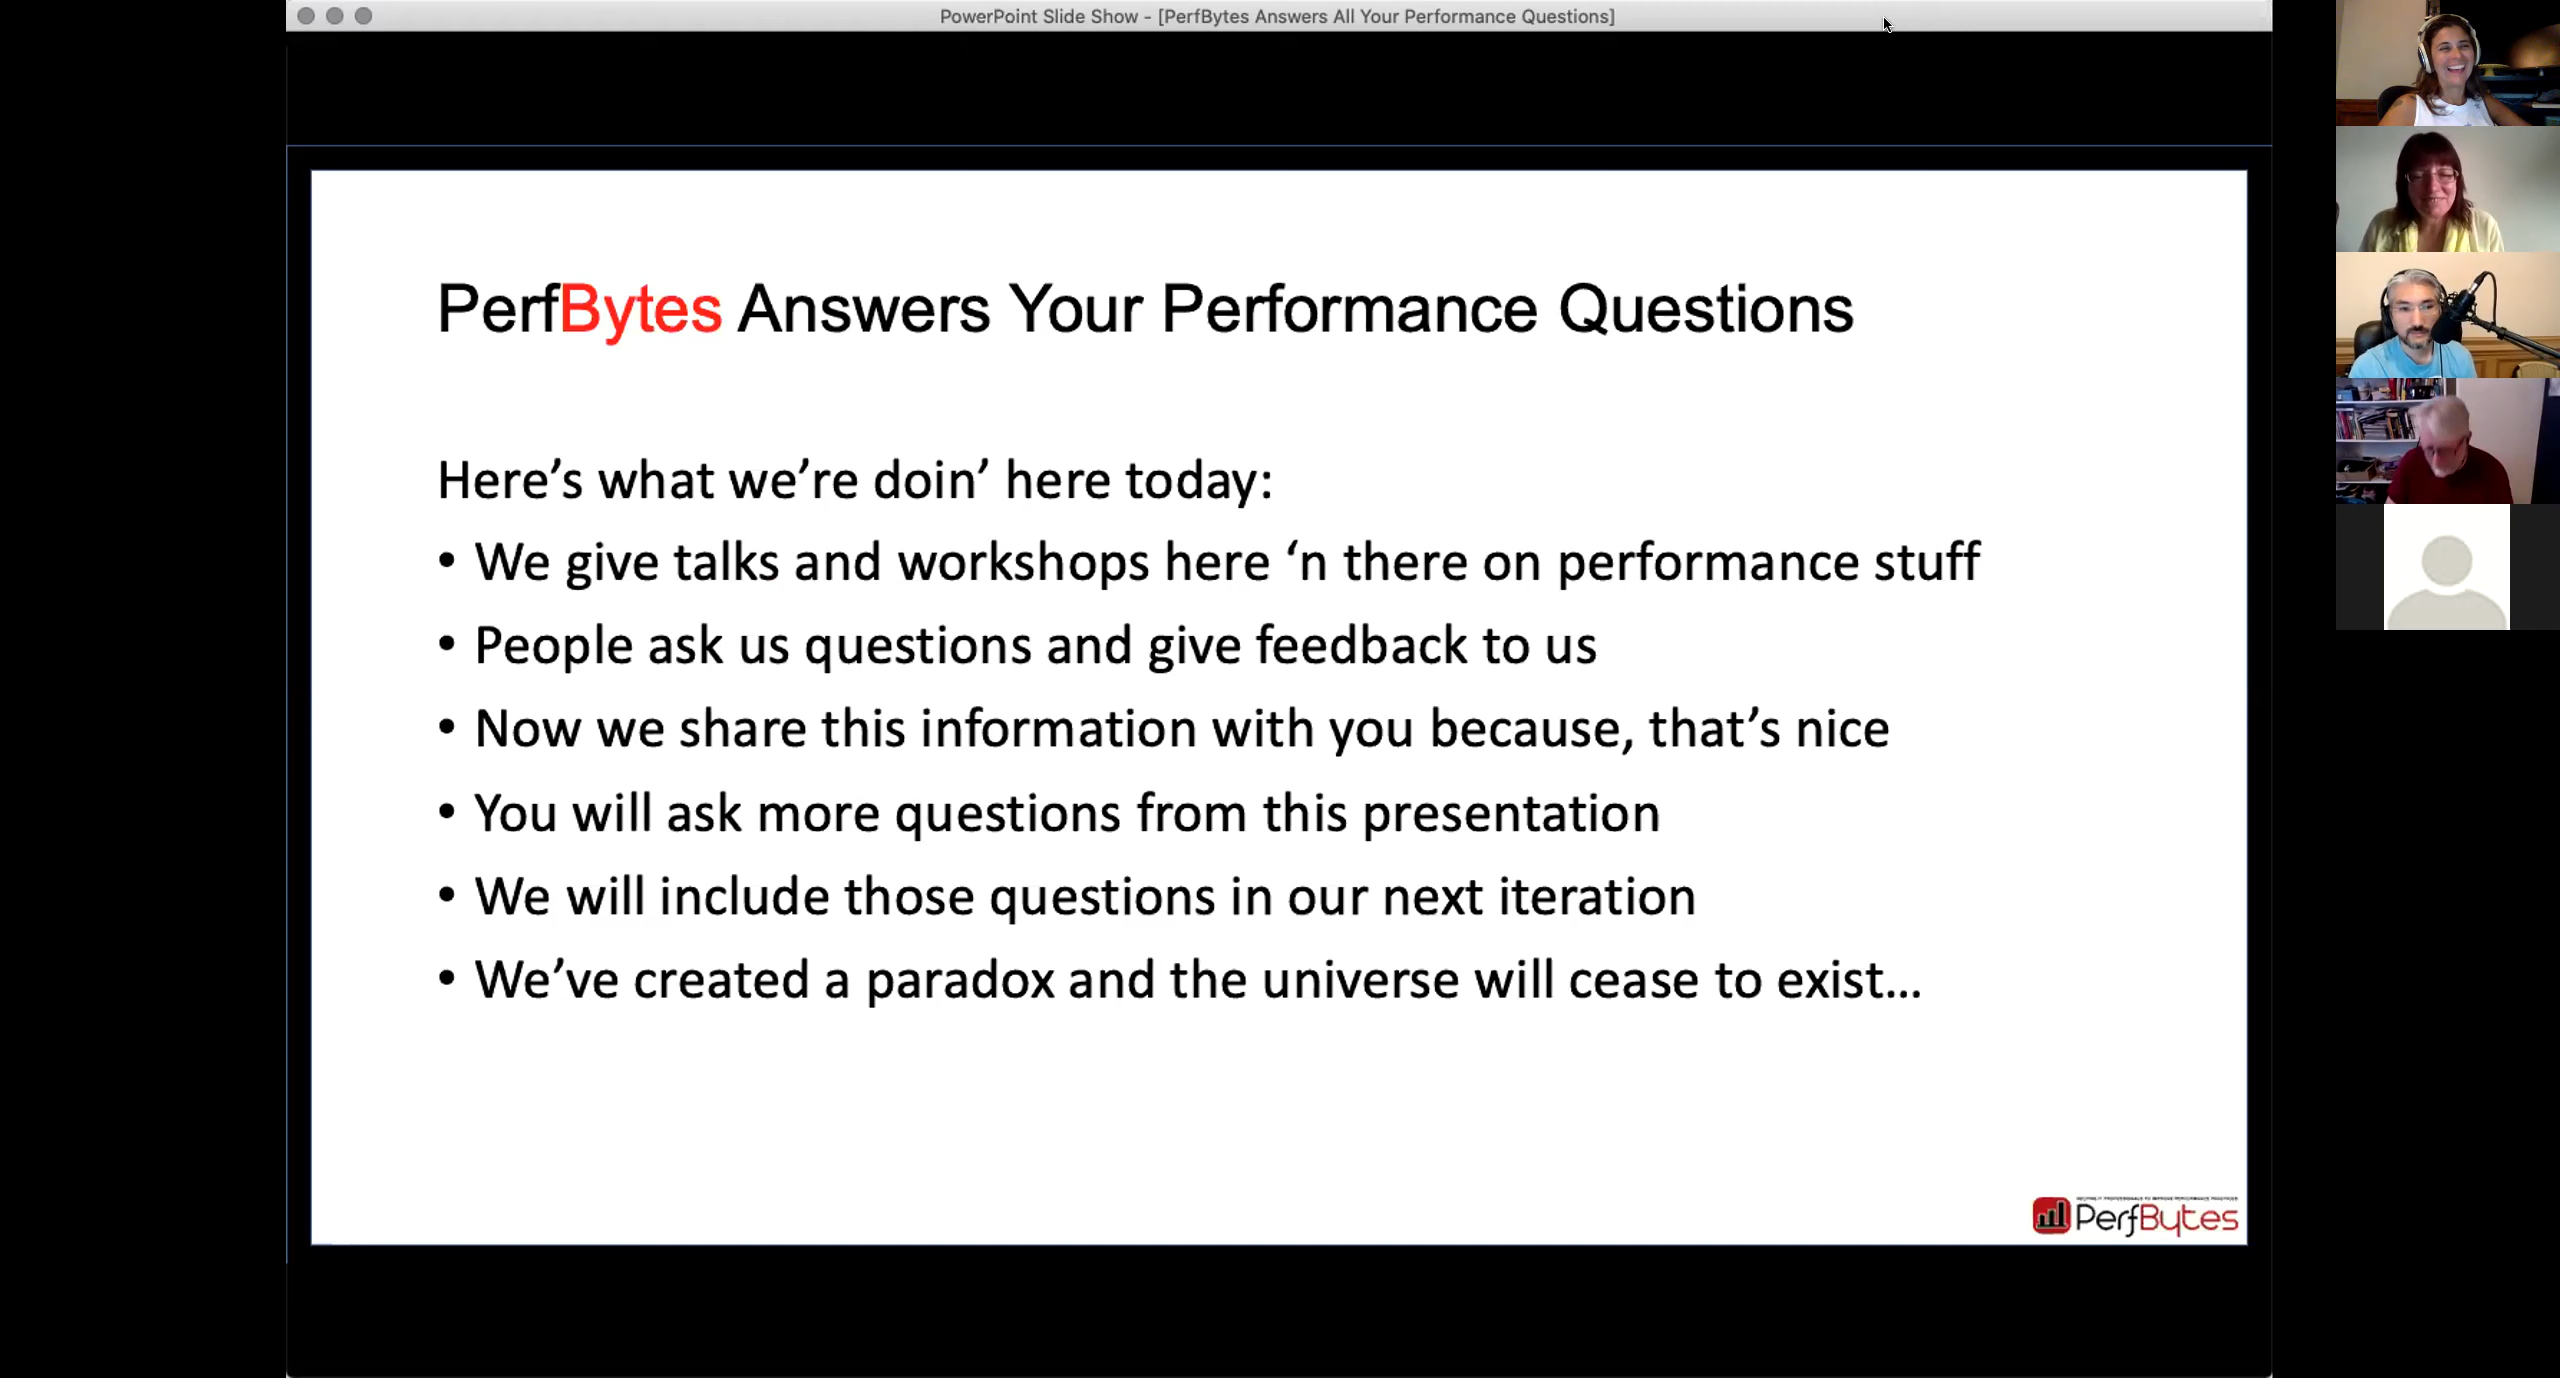 PowerPoint Slide Show - [PerfBytes Answers All Your Performance Questions]
PerfBytes Answers Your Performance Questions
Here’s what we’re doin’ here today:
• We give talks and workshops here ‘n there on performance stuff
• People ask us questions and give feedback to us
• Now we share this information with you because, that’s nice
• You will ask more questions from this presentation
• We will include those questions in our next iteration
• We’ve created a paradox and the universe will cease to exist...
PerfBytes